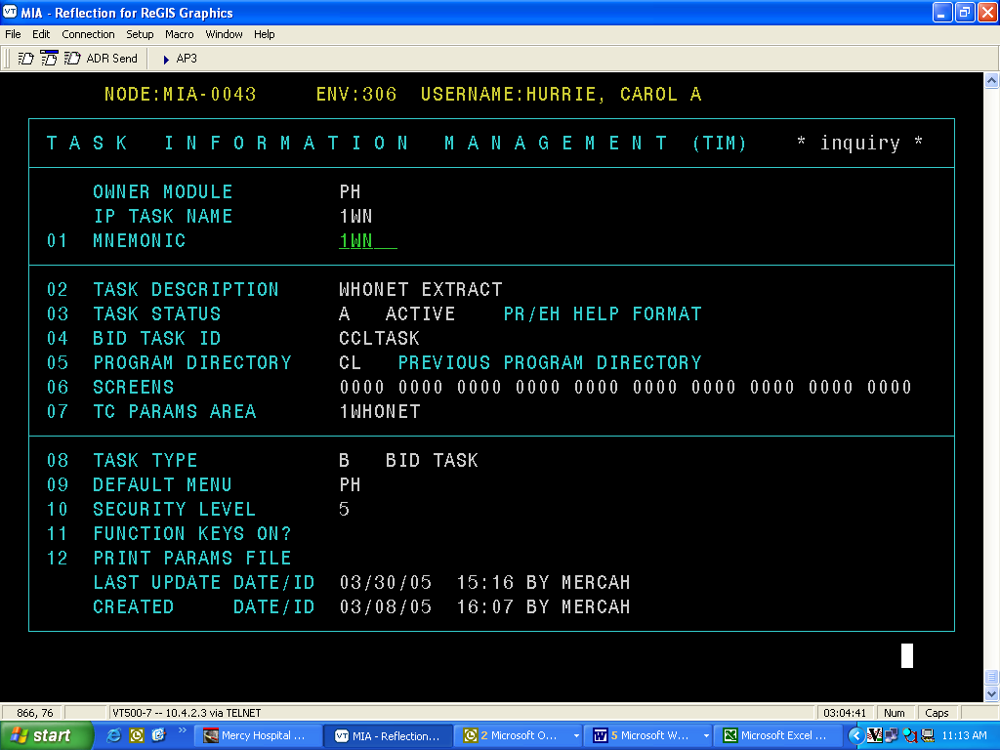 MIA - Reflection for ReGIS Graphics
File Edit Connection Setup Macro Window Help
ADR Send AP3
NODE:MIA-0043 ENV:306 USERNAME:HURRIE, CAROL A
T A S K I N F O R M A T I O N M A N A G E M E N T (TIM) * inquiry *
OWNER MODULE PH
IP TASK NAME 1WN
01 MNEMONIC 1WN__
02 TASK DESCRIPTION WHONET EXTRACT
03 TASK STATUS A ACTIVE PR/EH HELP FORMAT
04 BID TASK ID CCLTASK
05 PROGRAM DIRECTORY CL PREVIOUS PROGRAM DIRECTORY
06 SCREENS 0000 0000 0000 0000 0000 0000 0000 0000 0000 0000
07 TC PARAMS AREA 1WHONET
08 TASK TYPE B BID TASK
09 DEFAULT MENU PH
10 SECURITY LEVEL 5
11 FUNCTION KEYS ON?
12 PRINT PARAMS FILE
LAST UPDATE DATE/ID 03/30/05 15:16 BY MERCAH
CREATED DATE/ID 03/08/05 16:07 BY MERCAH
866, 76 VT500-7 -- 10.4.2.3 via TELNET 03:04:41 Num Caps
start Mercy Hospital ... VT MIA - Reflection... 2 Microsoft O... 5 Microsoft W... Microsoft Excel ... 11:13 AM